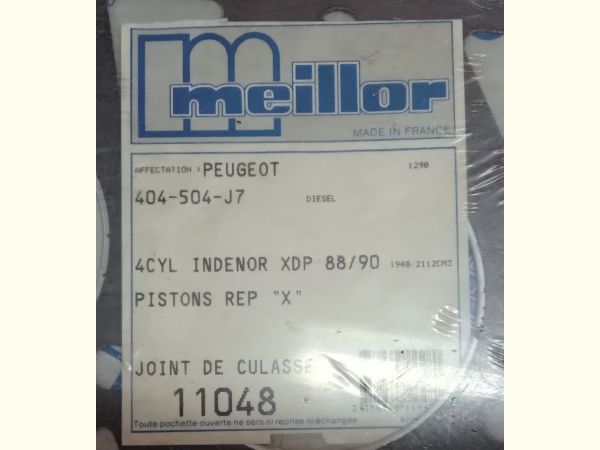 meillor
MADE IN FRANCE
AFFECTATION : PEUGEOT 1290
404-504-J7 DIESEL
4CYL INDENOR XDP 88/90 1948-2112CM3
PISTONS REP "X"
JOINT DE CULASSE
11048
Toute pochette ouverte ne sera ni reprise ni échangée